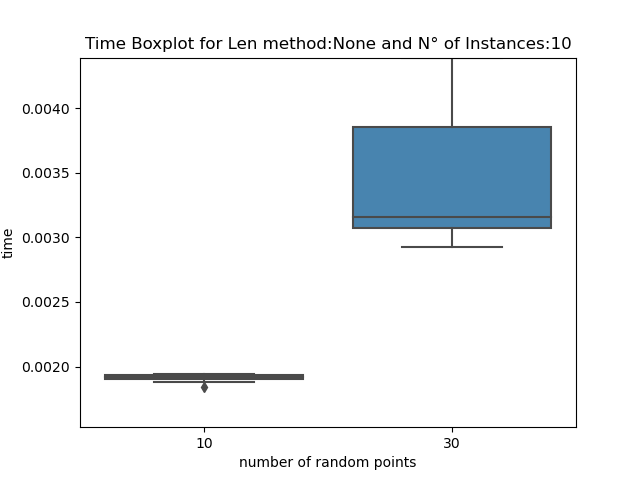 Time Boxplot for Len method:None and N° of Instances:10
0.0040
0.0035
0.0030
0.0025
0.0020
time
10
30
number of random points